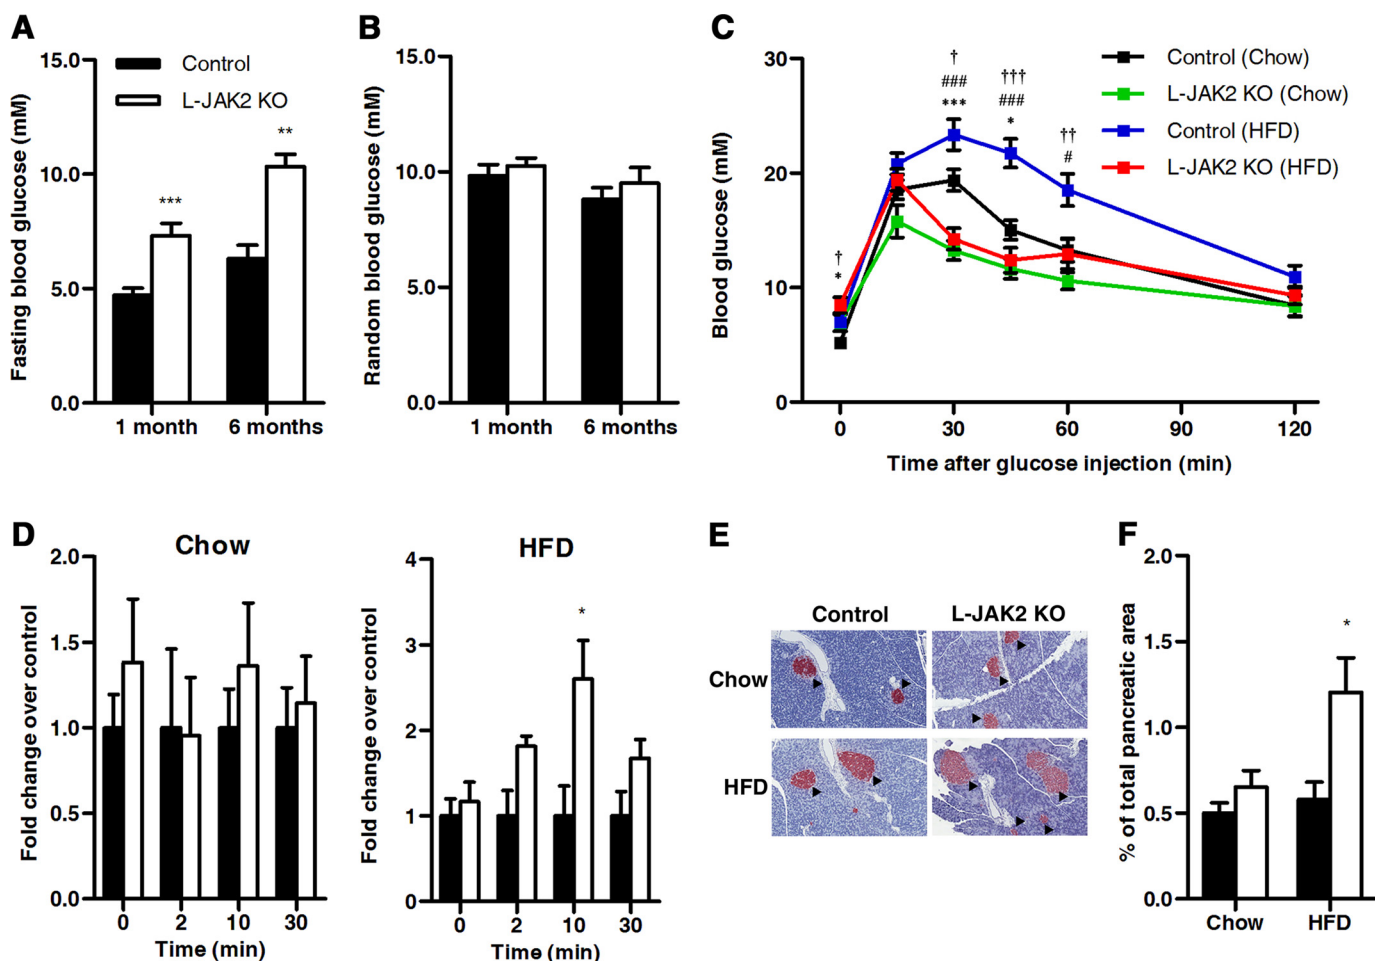 A
15.0
10.0
5.0
0.0
Fasting blood glucose (mM)
Control
L-JAK2 KO
***
**
1 month 6 months
B
15.0
10.0
5.0
0.0
Random blood glucose (mM)
1 month 6 months
C
30
20
10
0
Blood glucose (mM)
†
*
†
###
***
†††
###
*
††
#
Control (Chow)
L-JAK2 KO (Chow)
Control (HFD)
L-JAK2 KO (HFD)
0 30 60 90 120
Time after glucose injection (min)
D
Chow
2.0
1.5
1.0
0.5
0.0
Fold change over control
0 2 10 30
Time (min)
HFD
4
3
2
1
0
Fold change over control
*
0 2 10 30
Time (min)
E
Control L-JAK2 KO
Chow
HFD
F
2.0
1.5
1.0
0.5
0.0
% of total pancreatic area
*
Chow HFD